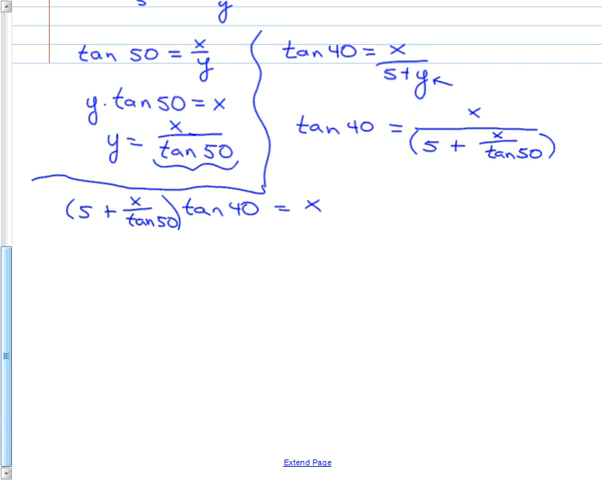 5
y
tan 50 = x/y
y · tan 50 = x
y = x/tan 50
tan 40 = x/5+y
tan 40 = x/(5 + x/tan 50)
(5 + x/tan 50) tan 40 = x
Extend Page